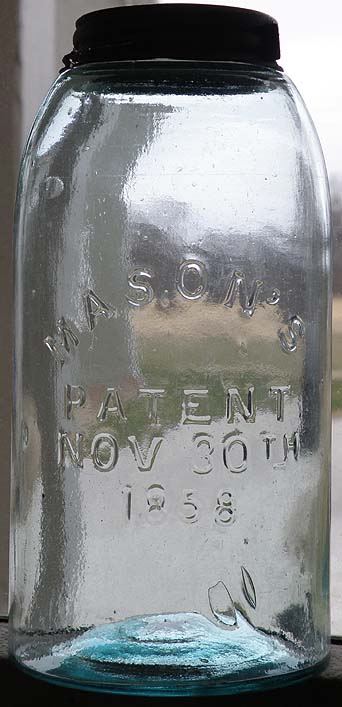 MASON'S
PATENT
NOV 30TH
1858